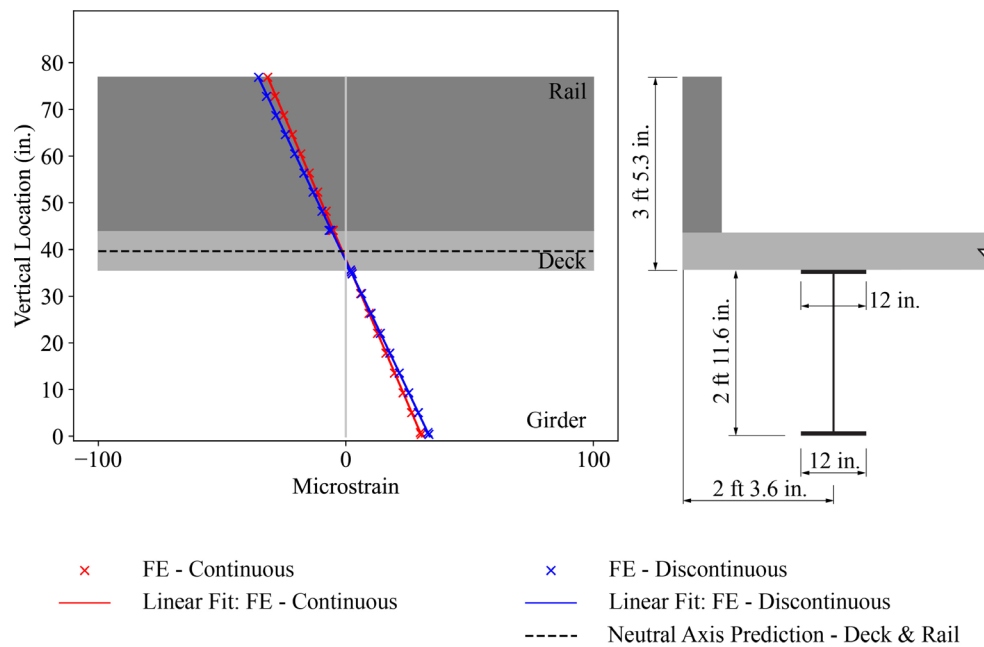 80
70
60
50
40
30
20
10
0
Vertical Location (in.)
−100
0
100
Microstrain
Rail
Deck
Girder
3 ft 5.3 in.
12 in.
2 ft 11.6 in.
12 in.
2 ft 3.6 in.
FE - Continuous
Linear Fit: FE - Continuous
FE - Discontinuous
Linear Fit: FE - Discontinuous
Neutral Axis Prediction - Deck & Rail